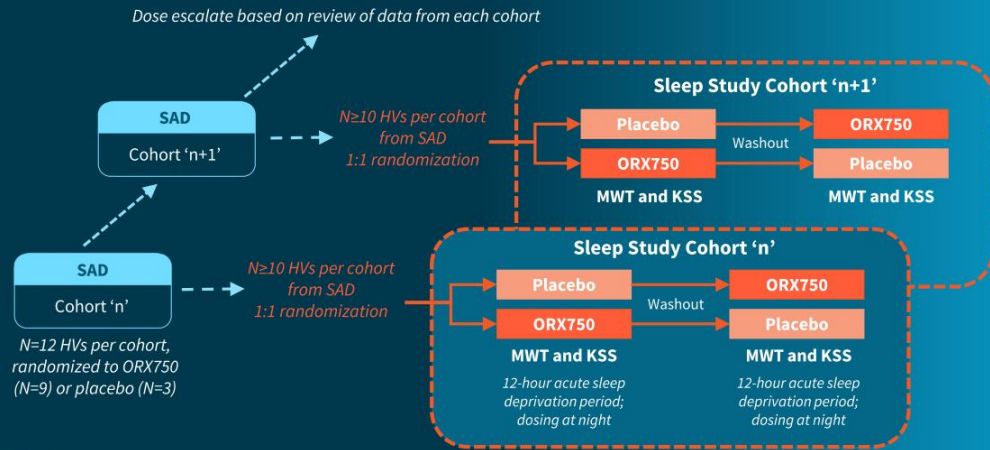 Dose escalate based on review of data from each cohort
SAD
Cohort ‘n+1’
N≥10 HVs per cohort
from SAD
1:1 randomization
Sleep Study Cohort ‘n+1’
Placebo
ORX750
Washout
ORX750
Placebo
MWT and KSS
MWT and KSS
SAD
Cohort ‘n’
N=12 HVs per cohort,
randomized to ORX750
(N=9) or placebo (N=3)
N≥10 HVs per cohort
from SAD
1:1 randomization
Sleep Study Cohort ‘n’
Placebo
ORX750
Washout
ORX750
Placebo
MWT and KSS
MWT and KSS
12-hour acute sleep
deprivation period;
dosing at night
12-hour acute sleep
deprivation period;
dosing at night